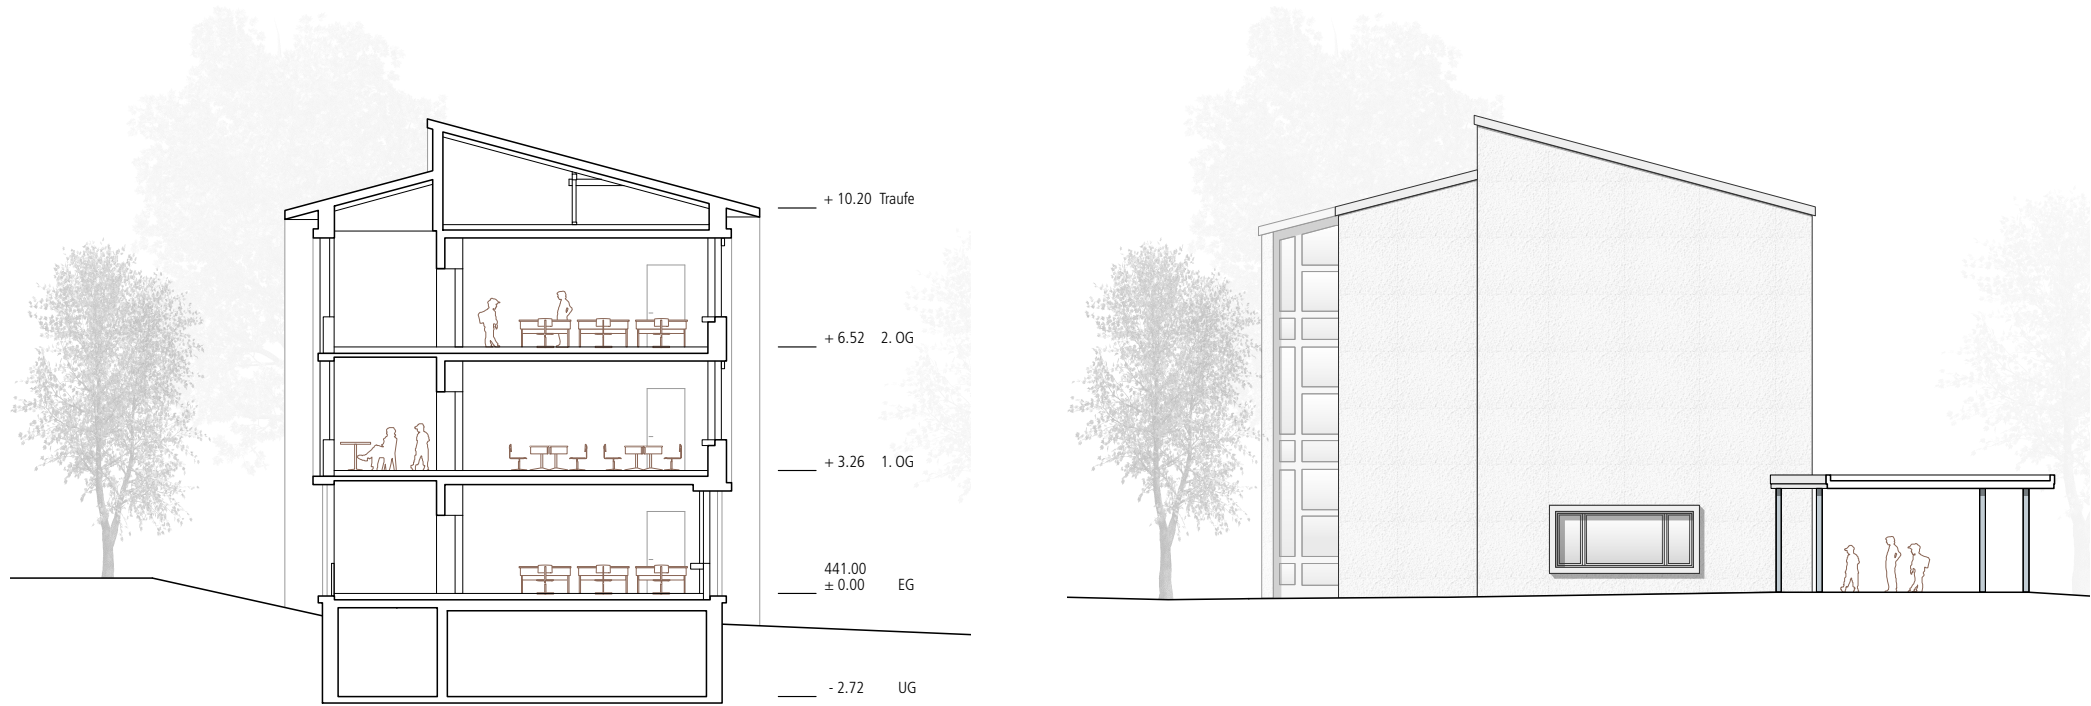 + 10.20 Traufe
+ 6.52 2. OG
+ 3.26 1. OG
441.00
± 0.00 EG
- 2.72 UG